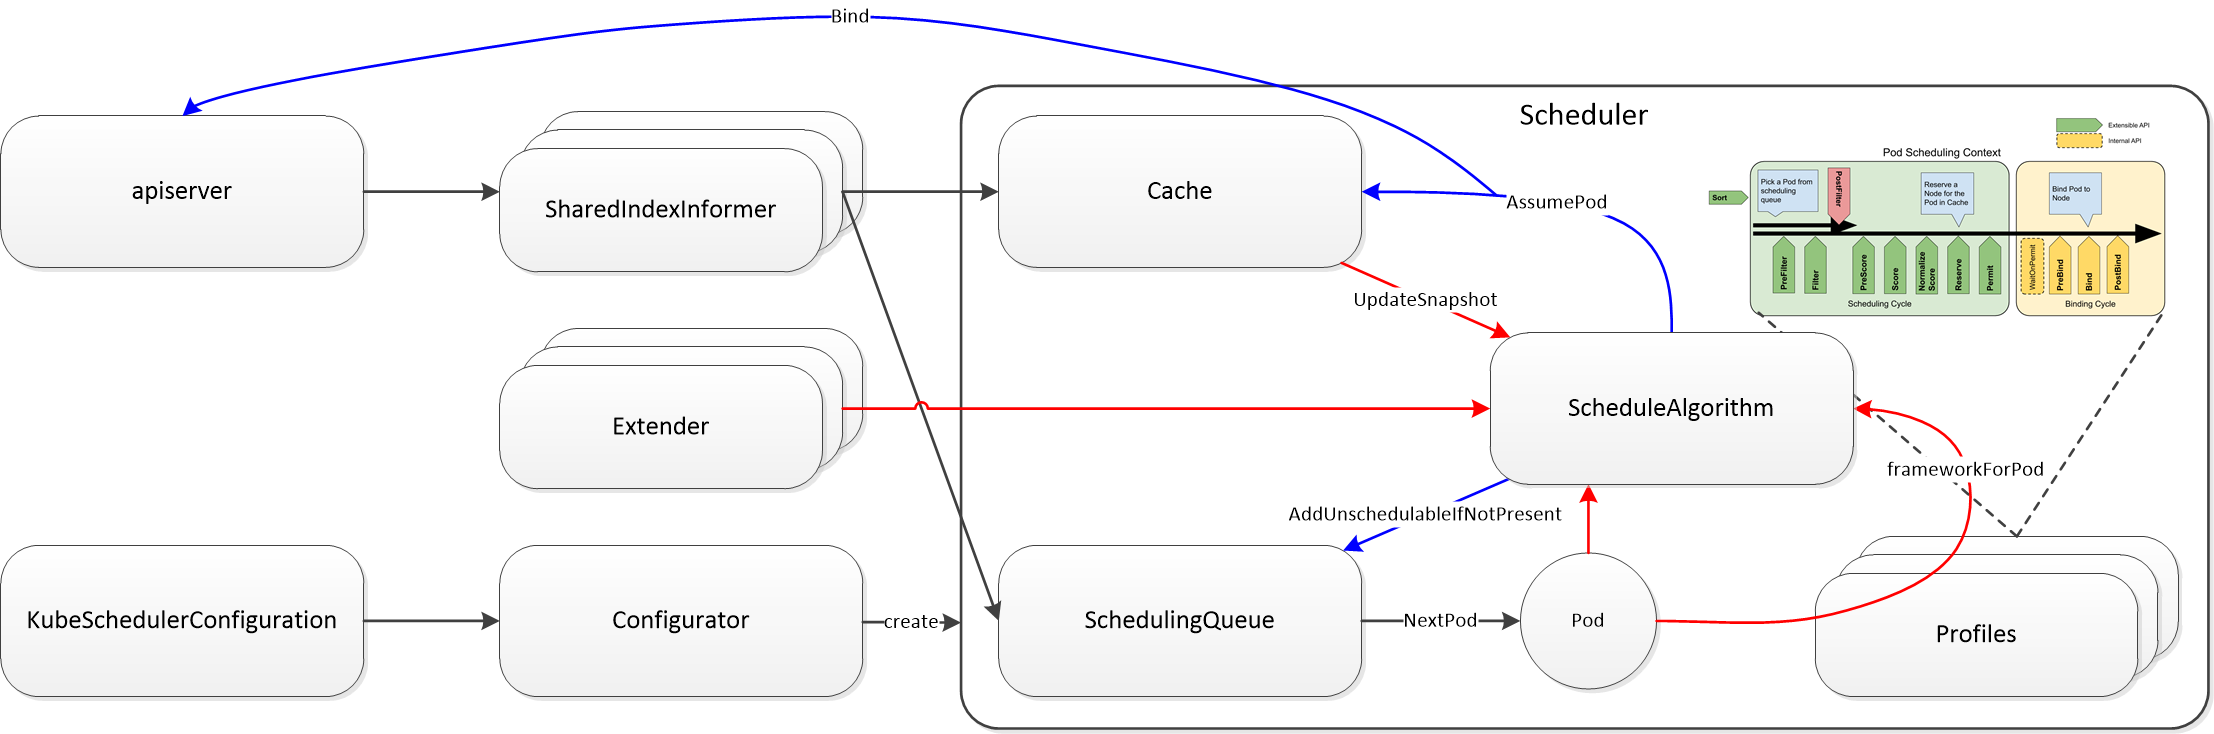 Bind
Scheduler
apiserver
SharedIndexInformer
Cache
AssumePod
UpdateSnapshot
Extensible API
Internal API
Pod Scheduling Context
Sort
Pick a Pod from
scheduling
queue
PostFilter
Reserve a
Node for the
Pod in Cache
Bind Pod to
Node
PreFilter
Filter
PreScore
Score
Normalize
Score
Reserve
Permit
WaitOnPermit
PreBind
Bind
PostBind
Scheduling Cycle
Binding Cycle
Extender
ScheduleAlgorithm
frameworkForPod
AddUnschedulableIfNotPresent
KubeSchedulerConfiguration
Configurator
create
SchedulingQueue
NextPod
Pod
Profiles